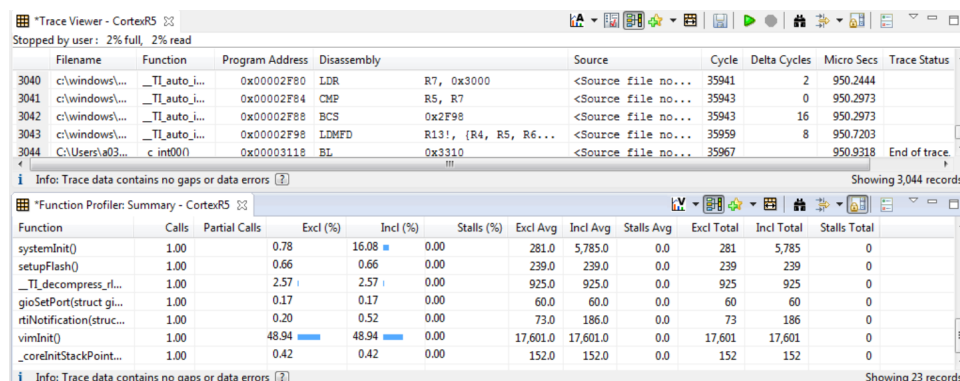 *Trace Viewer - CortexR5
Stopped by user: 2% full, 2% read
Filename Function Program Address Disassembly Source Cycle Delta Cycles Micro Secs Trace Status
3040 c:\windows\... __TI_auto_i... 0x00002F80 LDR R7, 0x3000 <Source file no... 35941 2 950.2444
3041 c:\windows\... __TI_auto_i... 0x00002F84 CMP R5, R7 <Source file no... 35943 0 950.2973
3042 c:\windows\... __TI_auto_i... 0x00002F88 BCS 0x2F98 <Source file no... 35943 16 950.2973
3043 c:\windows\... __TI_auto_i... 0x00002F98 LDMFD R13!, {R4, R5, R6... <Source file no... 35959 8 950.7203
3044 C:\Users\a03... c_int00() 0x00003118 BL 0x3310 <Source file no... 35967 950.9318 End of trace.
i Info: Trace data contains no gaps or data errors ? Showing 3,044 records
*Function Profiler: Summary - CortexR5
Function Calls Partial Calls Excl (%) Incl (%) Stalls (%) Excl Avg Incl Avg Stalls Avg Excl Total Incl Total Stalls Total
systemInit() 1.00 0.78 16.08 0.00 281.0 5,785.0 0.0 281 5,785 0
setupFlash() 1.00 0.66 0.66 0.00 239.0 239.0 0.0 239 239 0
__TI_decompress_rl... 1.00 2.57 2.57 0.00 925.0 925.0 0.0 925 925 0
gioSetPort(struct gi... 1.00 0.17 0.17 0.00 60.0 60.0 0.0 60 60 0
rtiNotification(struc... 1.00 0.20 0.52 0.00 73.0 186.0 0.0 73 186 0
vimInit() 1.00 48.94 48.94 0.00 17,601.0 17,601.0 0.0 17,601 17,601 0
_coreInitStackPoint... 1.00 0.42 0.42 0.00 152.0 152.0 0.0 152 152 0
i Info: Trace data contains no gaps or data errors ? Showing 23 records